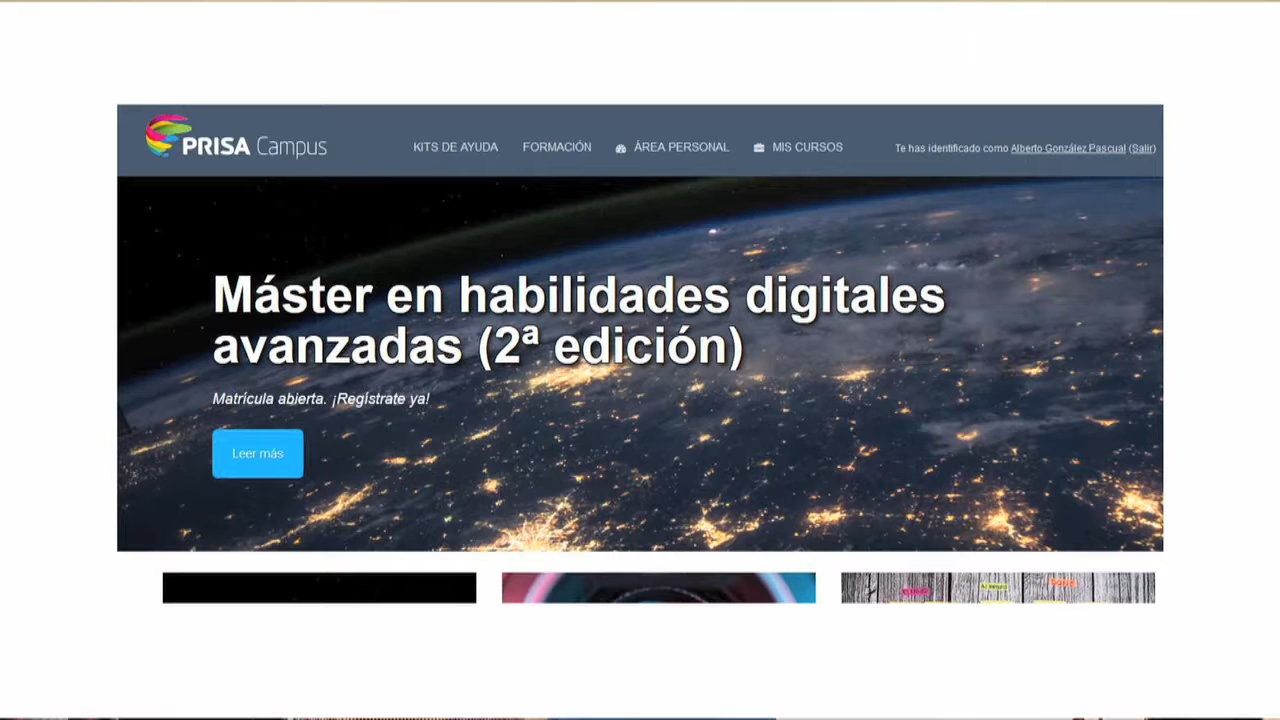 PRISA Campus
KITS DE AYUDA
FORMACIÓN
ÁREA PERSONAL
MIS CURSOS
Te has identificado como Alberto González Pascual (Salir)
Máster en habilidades digitales
avanzadas (2ª edición)
Matrícula abierta. ¡Regístrate ya!
Leer más